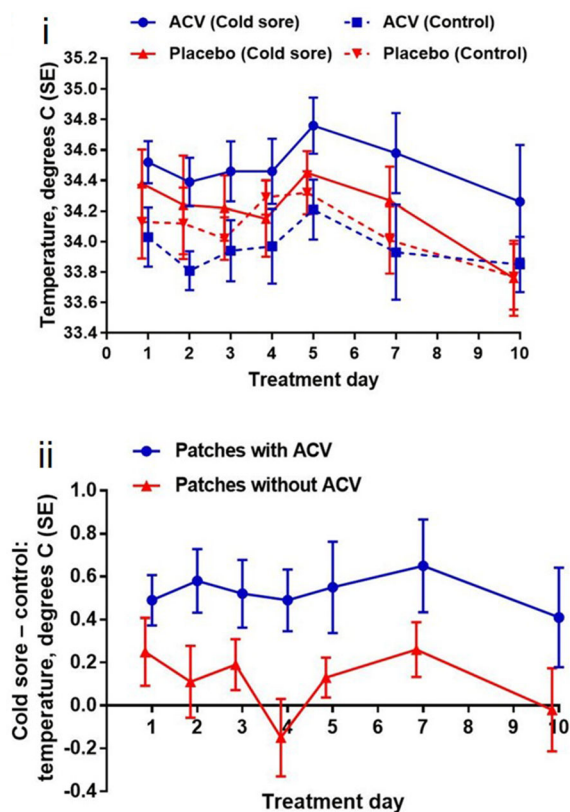 i
ACV (Cold sore)
ACV (Control)
Placebo (Cold sore)
Placebo (Control)
Temperature, degrees C (SE)
35.2
35.0
34.8
34.6
34.4
34.2
34.0
33.8
33.6
33.4
0 1 2 3 4 5 6 7 8 9 10
Treatment day
ii
Patches with ACV
Patches without ACV
Cold sore – control:
temperature, degrees C (SE)
1.0
0.8
0.6
0.4
0.2
0.0
-0.2
-0.4
1 2 3 4 5 7 7 8 9 10
Treatment day